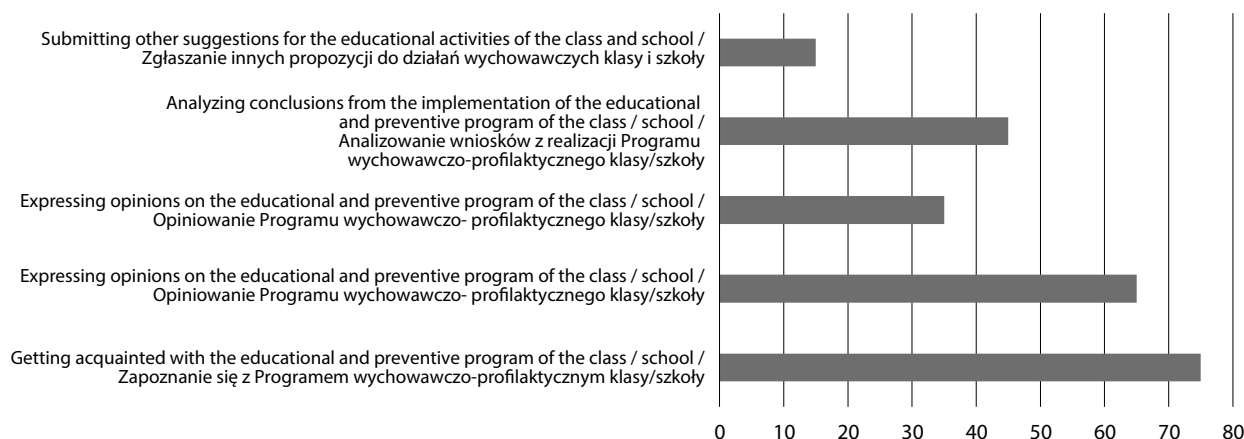 Submitting other suggestions for the educational activities of the class and school /
Zgłaszanie innych propozycji do działań wychowawczych klasy i szkoły
Analyzing conclusions from the implementation of the educational
and preventive program of the class / school /
Analizowanie wniosków z realizacji Programu
wychowawczo-profilaktycznego klasy/szkoły
Expressing opinions on the educational and preventive program of the class / school /
Opiniowanie Programu wychowawczo- profilaktycznego klasy/szkoły
Expressing opinions on the educational and preventive program of the class / school /
Opiniowanie Programu wychowawczo- profilaktycznego klasy/szkoły
Getting acquainted with the educational and preventive program of the class / school /
Zapoznanie się z Programem wychowawczo-profilaktycznym klasy/szkoły
0 10 20 30 40 50 60 70 80